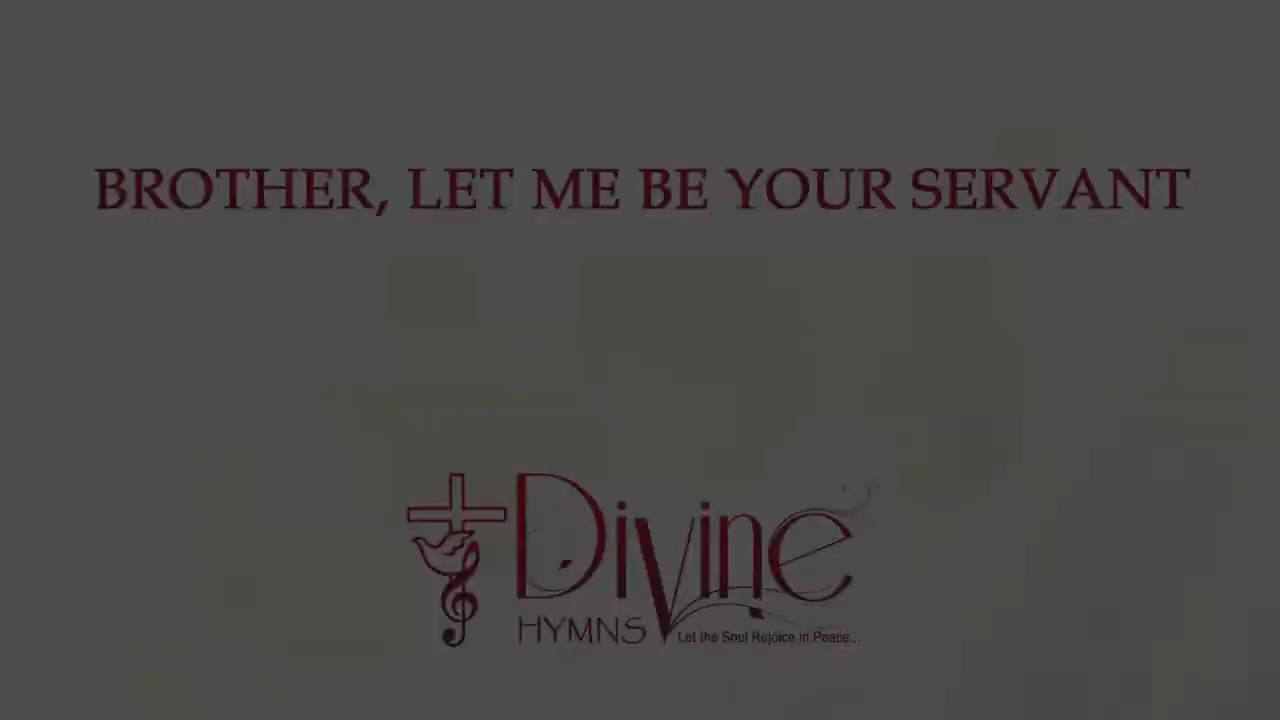 BROTHER, LET ME BE YOUR SERVANT
Divine
HYMNS
Let the Soul Rejoice in Peace...